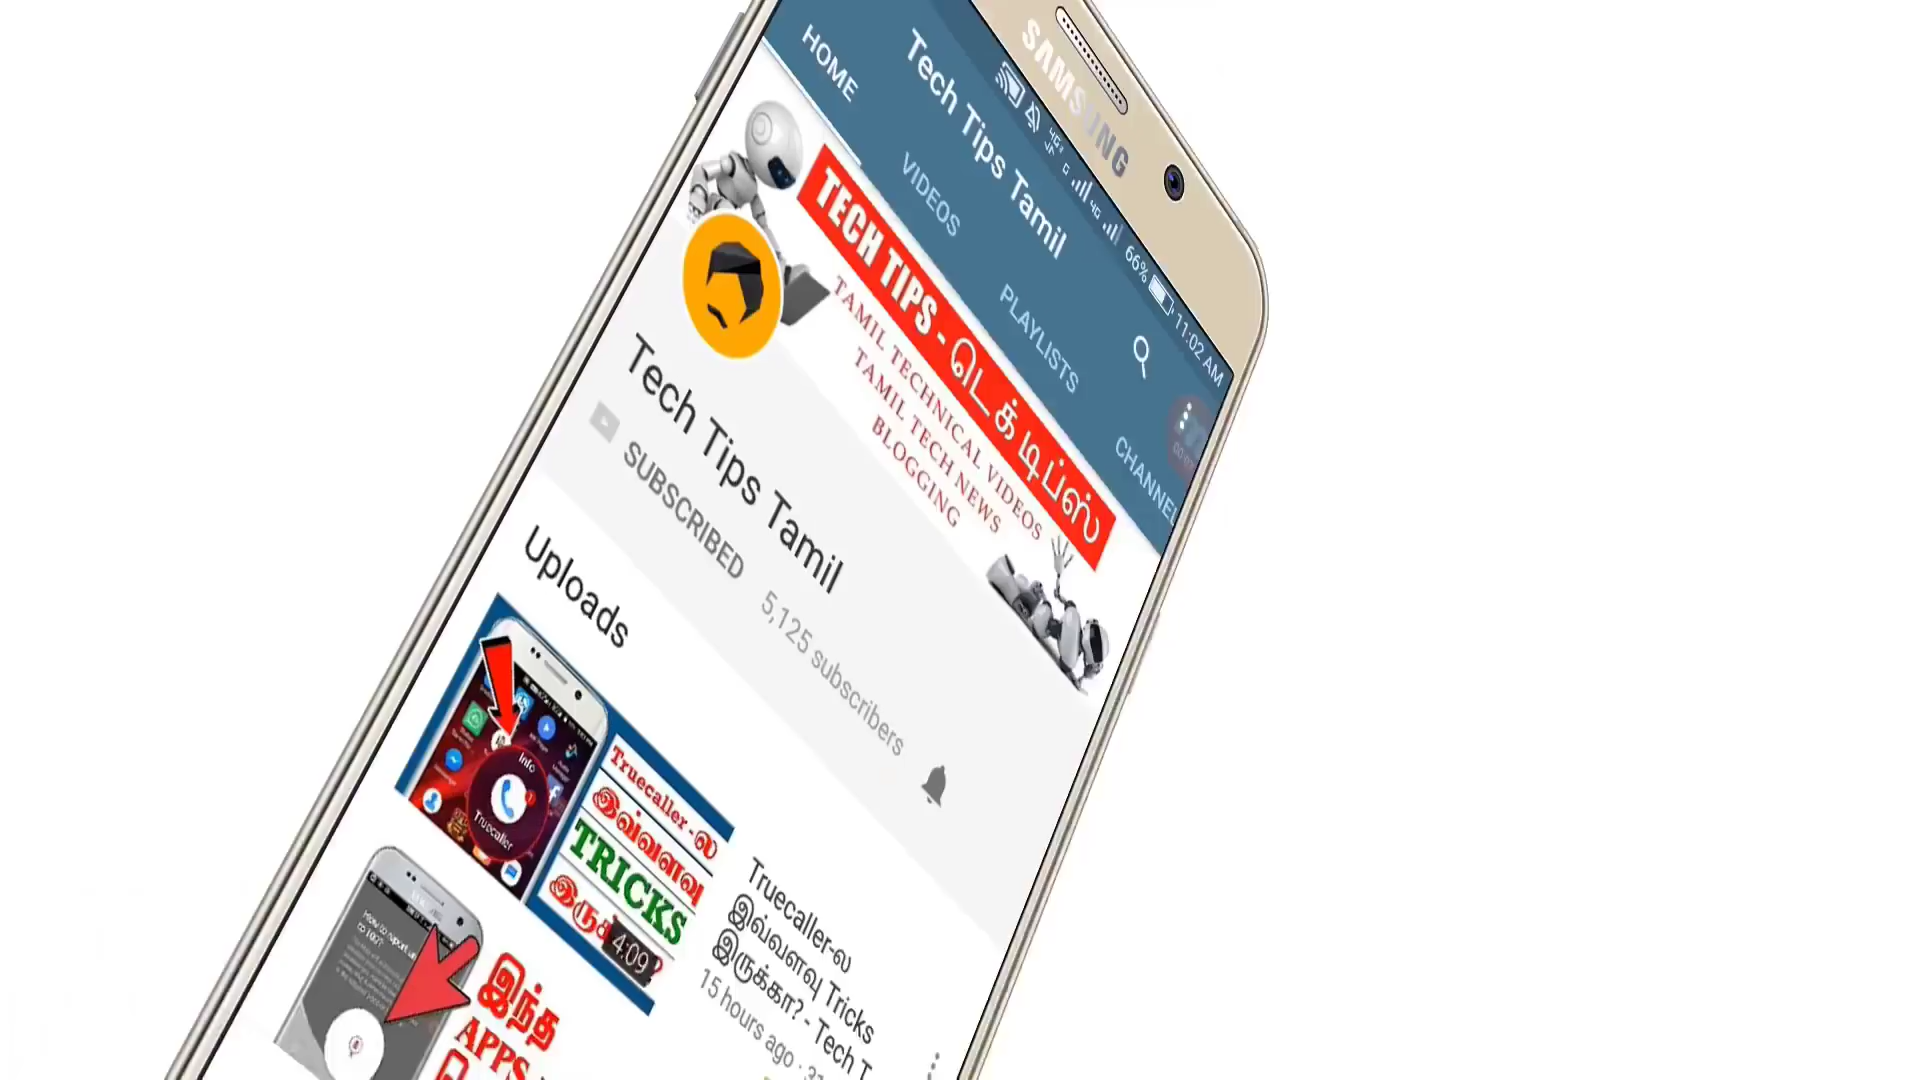 SAMSUNG
66% 11:02 AM
Tech Tips Tamil
HOME VIDEOS PLAYLISTS CHANNEL
TECH TIPS - டெக் டிப்ஸ்
TAMIL TECHNICAL VIDEOS
TAMIL TECH NEWS
BLOGGING
Tech Tips Tamil
SUBSCRIBED 5,125 subscribers
Uploads
Info
Truecaller
Truecaller-ல
இவ்வளவு
TRICKS
4:09
Truecaller-ல
இவ்வளவு Tricks
இருக்கா? - Tech T
15 hours ago
இந்த
APPS